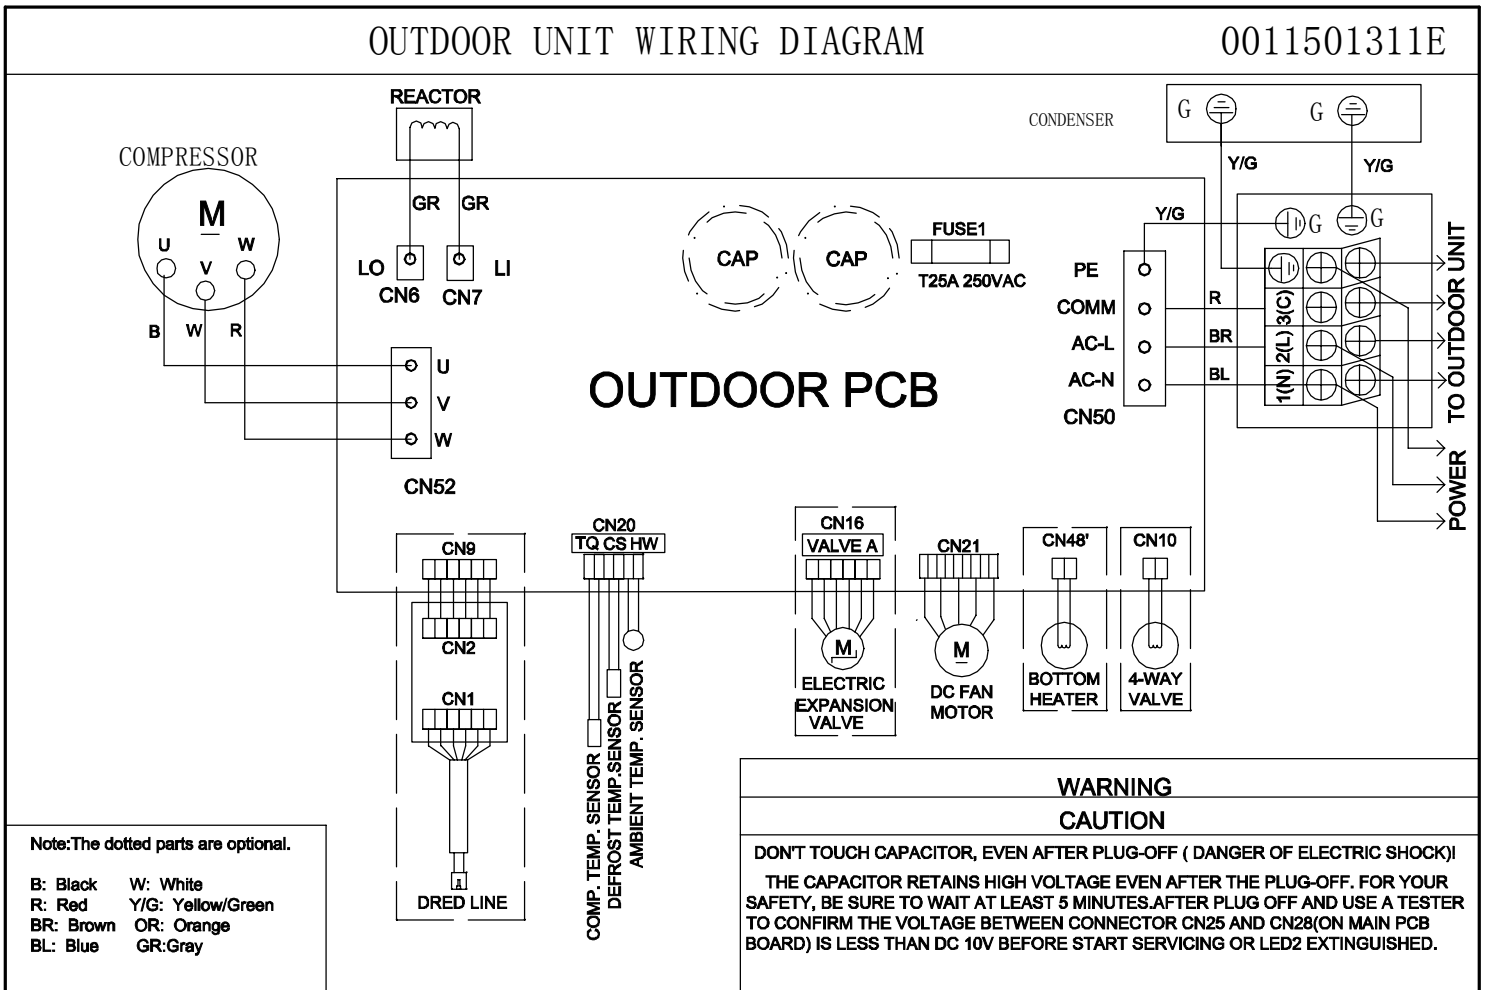 OUTDOOR UNIT WIRING DIAGRAM
0011501311E
REACTOR
COMPRESSOR
M
U
V
W
B
W
R
GR
GR
LO
LI
CN6
CN7
U
V
W
CN52
CAP
CAP
FUSE1
T25A 250VAC
OUTDOOR PCB
CONDENSER
G
G
Y/G
Y/G
Y/G
G
G
PE
COMM
AC-L
AC-N
CN50
R
BR
BL
3(C)
2(L)
1(N)
TO OUTDOOR UNIT
POWER
CN9
CN2
CN1
A
DRED LINE
CN20
TQ CS HW
COMP. TEMP. SENSOR
DEFROST TEMP.SENSOR
AMBIENT TEMP. SENSOR
CN16
VALVE A
M
ELECTRIC
EXPANSION
VALVE
CN21
M
DC FAN
MOTOR
CN48'
BOTTOM
HEATER
CN10
4-WAY
VALVE
Note:The dotted parts are optional.
B: Black W: White
R: Red Y/G: Yellow/Green
BR: Brown OR: Orange
BL: Blue GR:Gray
WARNING
CAUTION
DON'T TOUCH CAPACITOR, EVEN AFTER PLUG-OFF ( DANGER OF ELECTRIC SHOCK)I
THE CAPACITOR RETAINS HIGH VOLTAGE EVEN AFTER THE PLUG-OFF. FOR YOUR
SAFETY, BE SURE TO WAIT AT LEAST 5 MINUTES.AFTER PLUG OFF AND USE A TESTER
TO CONFIRM THE VOLTAGE BETWEEN CONNECTOR CN25 AND CN28(ON MAIN PCB
BOARD) IS LESS THAN DC 10V BEFORE START SERVICING OR LED2 EXTINGUISHED.